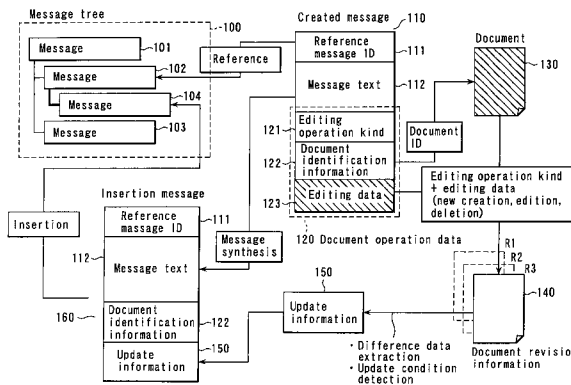 Message tree
100
Message
101
Message
102
Message
104
Message
103
Reference
Created message
110
Reference
message ID
111
Message text
112
121
Editing
operation kind
122
Document
identification
information
Editing data
123
120 Document operation data
Document
ID
Document
130
Editing operation kind
+ editing data
(new creation, edition,
deletion)
R1
R2
R3
140
Document revision
information
Insertion
Insertion message
Reference
massage ID
111
112
Message text
Message
synthesis
160
Document
identification
information
122
Update
information
150
150
Update
information
・Difference data
extraction
・Update condition
detection